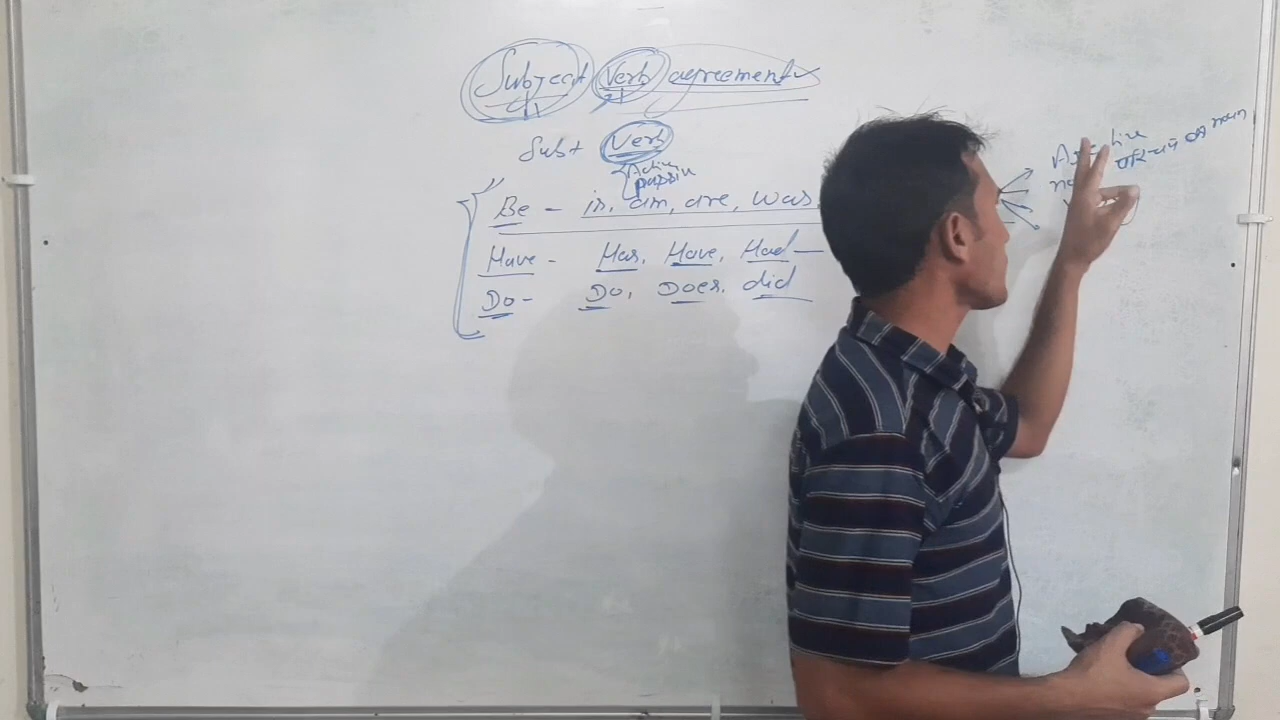 Subject Verb agreement
Sub + Verb
Active
passive
Be - is, am, are, was,
Have - Has, Have, Had
Do - Do, Does, did
का नाम